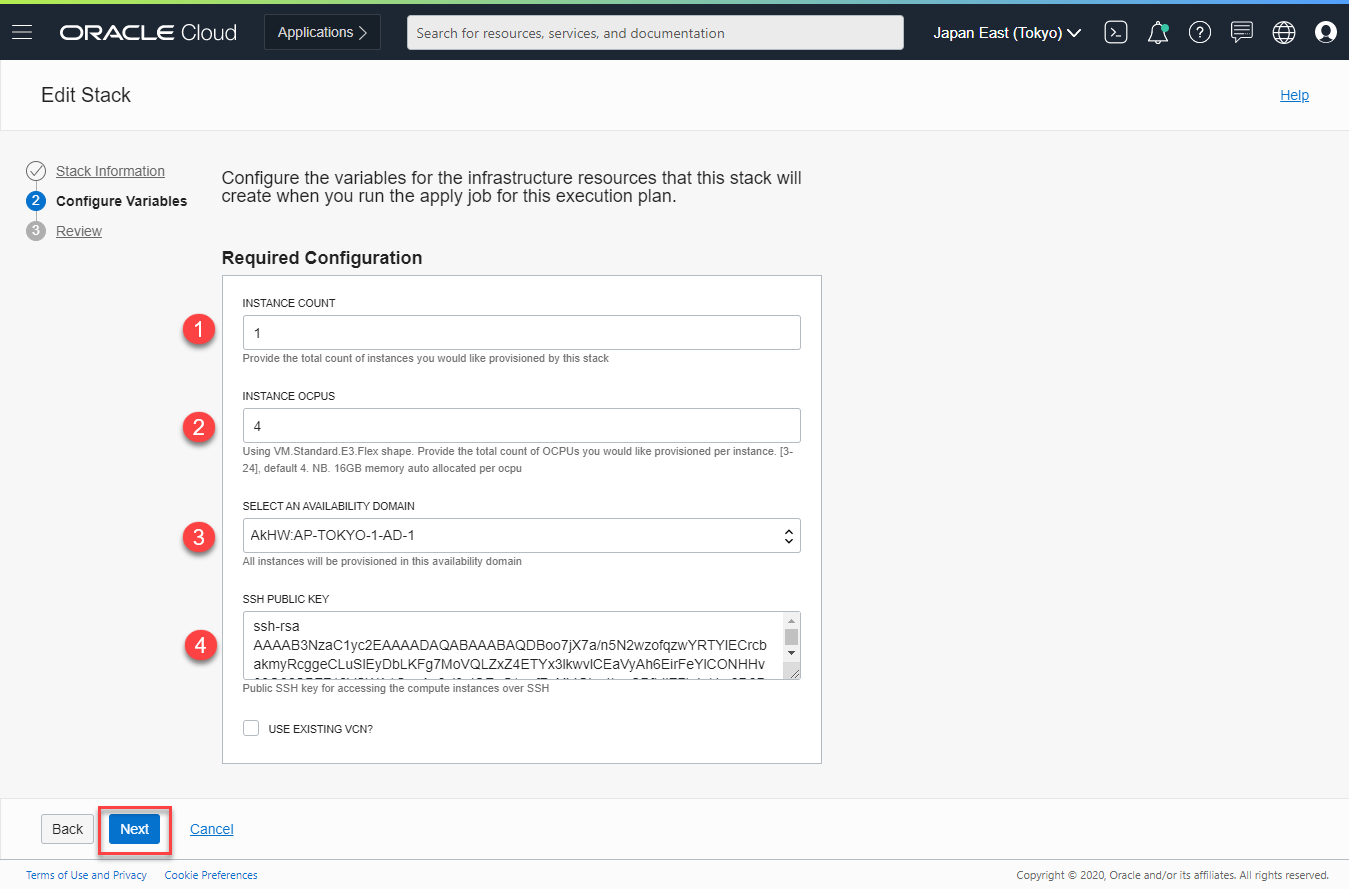 ORACLE Cloud
Applications
Search for resources, services, and documentation
Japan East (Tokyo)
Edit Stack
Help
Stack Information
2 Configure Variables
3 Review
Configure the variables for the infrastructure resources that this stack will
create when you run the apply job for this execution plan.
Required Configuration
INSTANCE COUNT
1
1
Provide the total count of instances you would like provisioned by this stack
INSTANCE OCPUS
2
4
Using VM.Standard.E3.Flex shape. Provide the total count of OCPUs you would like provisioned per instance. [3-
24], default 4. NB. 16GB memory auto allocated per ocpu
SELECT AN AVAILABILITY DOMAIN
3
AkHW:AP-TOKYO-1-AD-1
All instances will be provisioned in this availability domain
SSH PUBLIC KEY
4
ssh-rsa
AAAAB3NzaC1yc2EAAAADAQABAAABAQDBoo7jX7a/n5N2wzofqzwYRTYIECrcb
akmyRcggeCLuSIEyDbLKFg7MoVQLZxZ4ETYx3lkwvICEaVyAh6EirFeYICONHHv
Public SSH key for accessing the compute instances over SSH
USE EXISTING VCN?
Back
Next
Cancel
Terms of Use and Privacy
Cookie Preferences
Copyright © 2020, Oracle and/or its affiliates. All rights reserved.